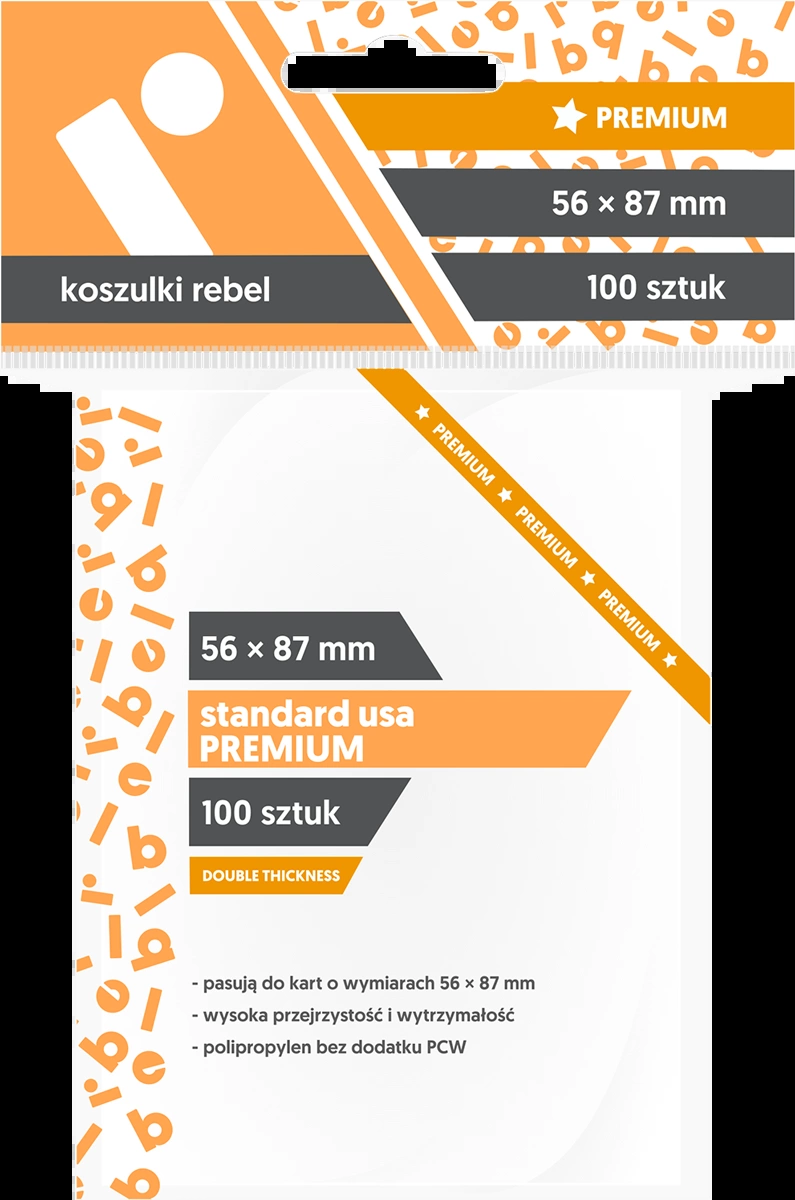 PREMIUM
56 × 87 mm
100 sztuk
koszulki rebel
PREMIUM PREMIUM PREMIUM
56 × 87 mm
standard usa
PREMIUM
100 sztuk
DOUBLE THICKNESS
- pasują do kart o wymiarach 56 × 87 mm
- wysoka przejrzystość i wytrzymałość
- polipropylen bez dodatku PCW